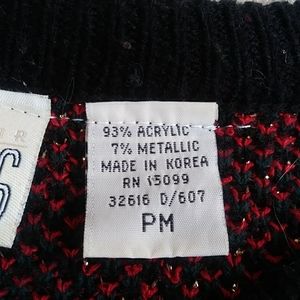 93% ACRYLIC
7% METALLIC
MADE IN KOREA
RN 15099
32616 D/607
PM